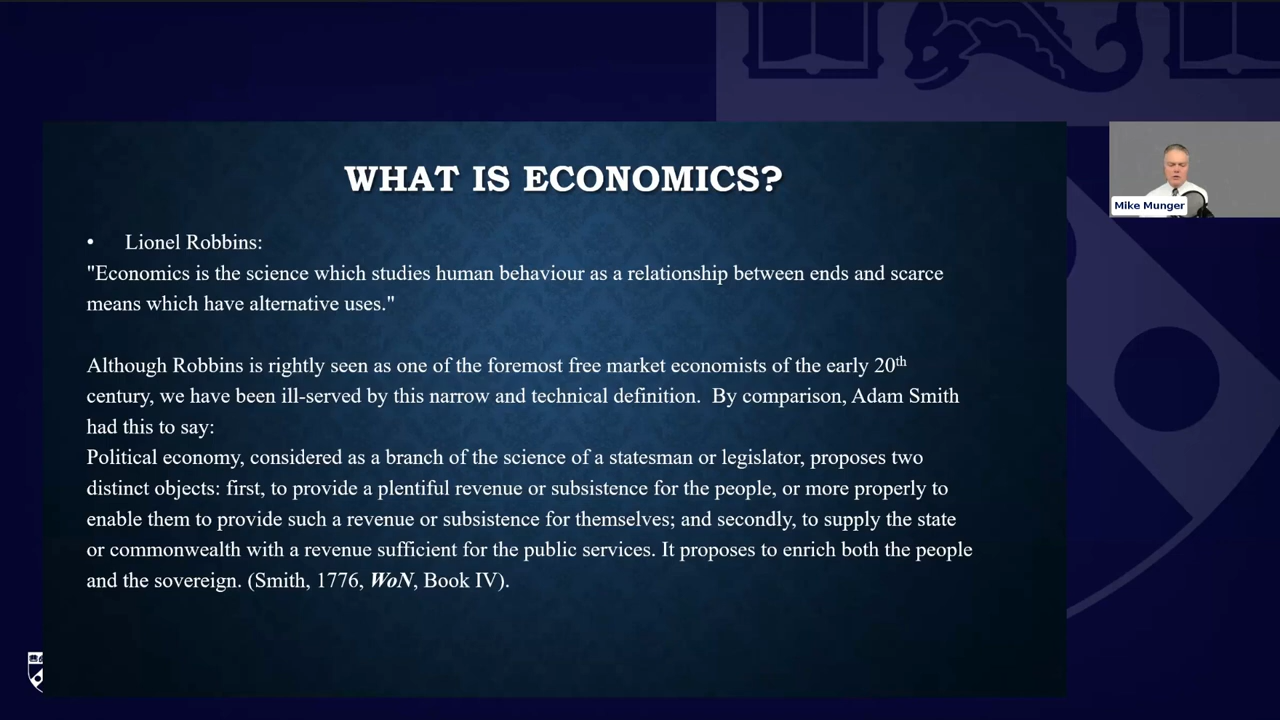 WHAT IS ECONOMICS?
• Lionel Robbins:
"Economics is the science which studies human behaviour as a relationship between ends and scarce
means which have alternative uses."
Although Robbins is rightly seen as one of the foremost free market economists of the early 20th
century, we have been ill-served by this narrow and technical definition. By comparison, Adam Smith
had this to say:
Political economy, considered as a branch of the science of a statesman or legislator, proposes two
distinct objects: first, to provide a plentiful revenue or subsistence for the people, or more properly to
enable them to provide such a revenue or subsistence for themselves; and secondly, to supply the state
or commonwealth with a revenue sufficient for the public services. It proposes to enrich both the people
and the sovereign. (Smith, 1776, WoN, Book IV).
Mike Munger